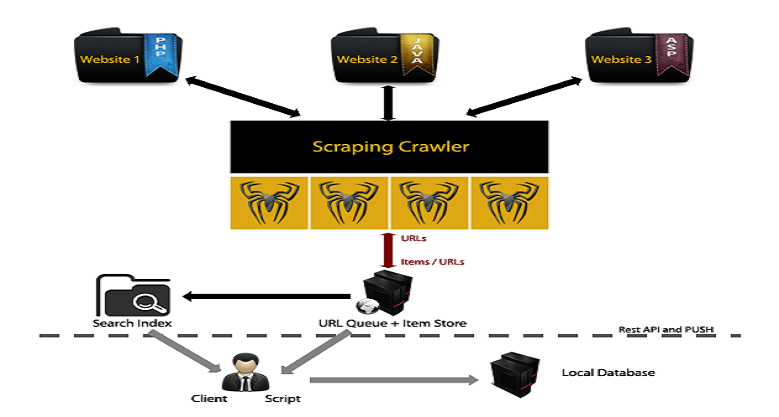 Website 1
PHP
Website 2
JAVA
Website 3
ASP
Scraping Crawler
URLs
Items / URLs
Search Index
URL Queue + Item Store
Rest API and PUSH
Client
Script
Local Database